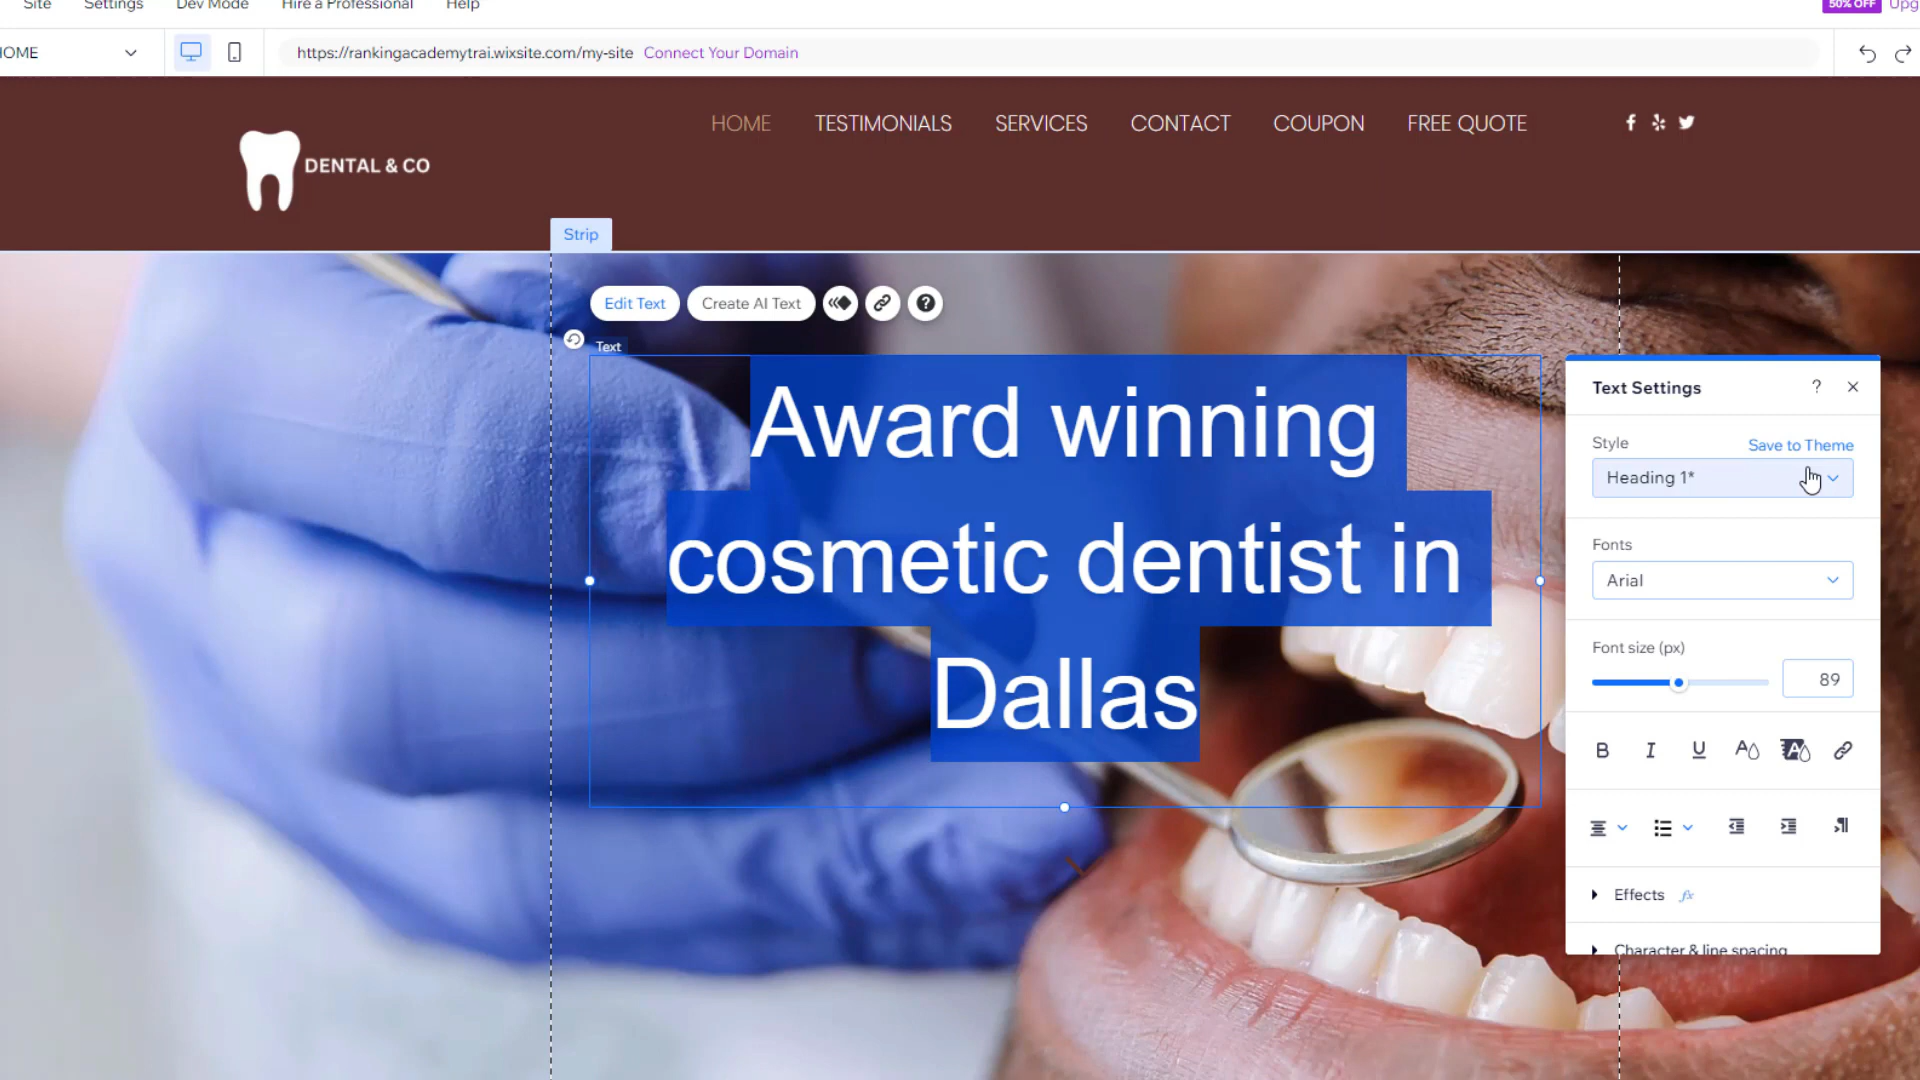 Site Settings Dev Mode Hire a Professional Help 50% OFF Upg
HOME https://rankingacademytrai.wixsite.com/my-site Connect Your Domain
HOME TESTIMONIALS SERVICES CONTACT COUPON FREE QUOTE
DENTAL & CO
Strip
Edit Text Create AI Text
Text
Award winning
cosmetic dentist in
Dallas
Text Settings ?
Style Save to Theme
Heading 1*
Fonts
Arial
Font size (px)
89
B I U A A
Effects fx
Character & line spacing